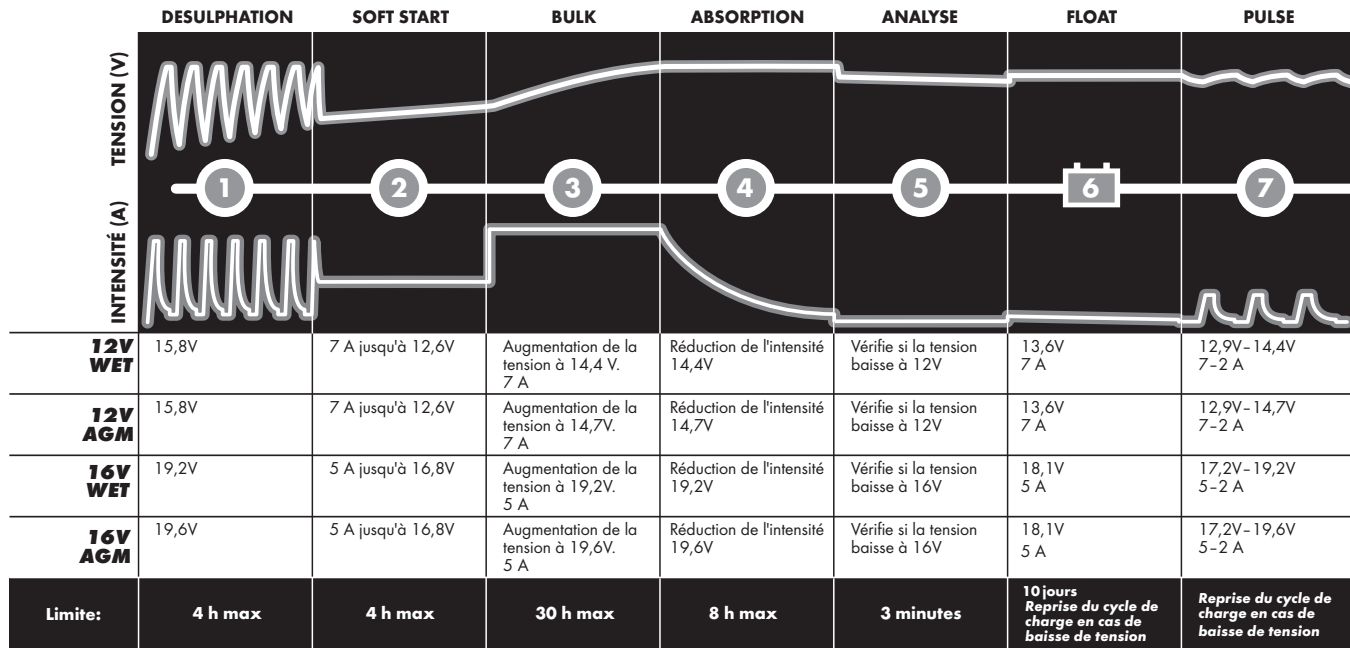 DESULPHATION SOFT START BULK ABSORPTION ANALYSE FLOAT PULSE
TENSION (V)
1 2 3 4 5 6 7
INTENSITÉ (A)
12V
WET
15,8V
7 A jusqu'à 12,6V
Augmentation de la
tension à 14,4 V.
7 A
Réduction de l'intensité
14,4V
Vérifie si la tension
baisse à 12V
13,6V
7 A
12,9V–14,4V
7–2 A
12V
AGM
15,8V
7 A jusqu'à 12,6V
Augmentation de la
tension à 14,7V.
7 A
Réduction de l'intensité
14,7V
Vérifie si la tension
baisse à 12V
13,6V
7 A
12,9V–14,7V
7–2 A
16V
WET
19,2V
5 A jusqu'à 16,8V
Augmentation de la
tension à 19,2V.
5 A
Réduction de l'intensité
19,2V
Vérifie si la tension
baisse à 16V
18,1V
5 A
17,2V–19,2V
5–2 A
16V
AGM
19,6V
5 A jusqu'à 16,8V
Augmentation de la
tension à 19,6V.
5 A
Réduction de l'intensité
19,6V
Vérifie si la tension
baisse à 16V
18,1V
5 A
17,2V–19,6V
5–2 A
Limite:
4 h max
4 h max
30 h max
8 h max
3 minutes
10 jours
Reprise du cycle de
charge en cas de
baisse de tension
Reprise du cycle de
charge en cas de
baisse de tension